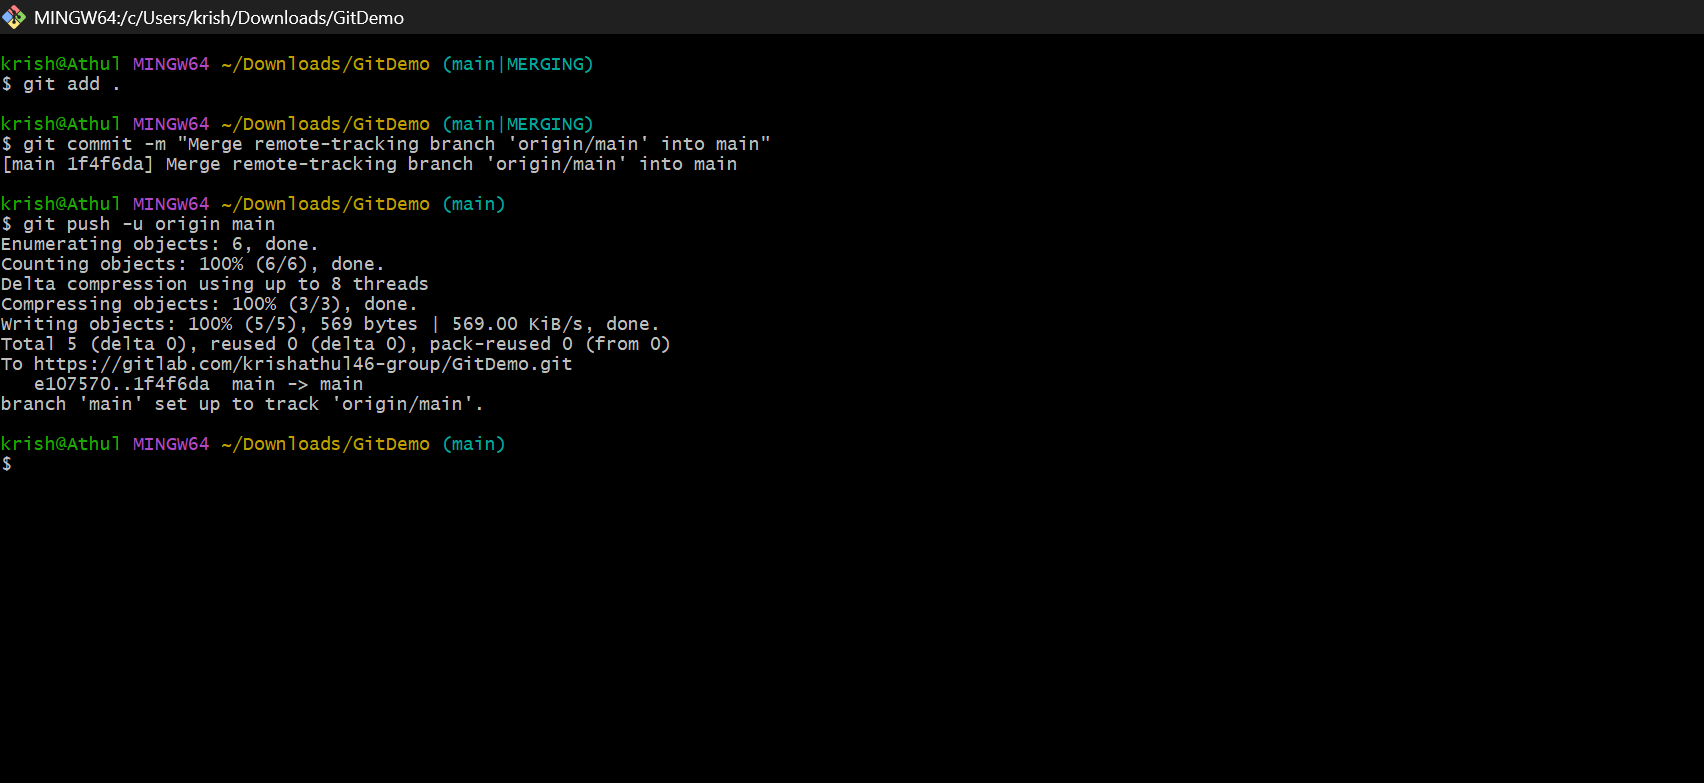 MINGW64:/c/Users/krish/Downloads/GitDemo
krish@Athul MINGW64 ~/Downloads/GitDemo (main|MERGING)
$ git add .
krish@Athul MINGW64 ~/Downloads/GitDemo (main|MERGING)
$ git commit -m "Merge remote-tracking branch 'origin/main' into main"
[main 1f4f6da] Merge remote-tracking branch 'origin/main' into main
krish@Athul MINGW64 ~/Downloads/GitDemo (main)
$ git push -u origin main
Enumerating objects: 6, done.
Counting objects: 100% (6/6), done.
Delta compression using up to 8 threads
Compressing objects: 100% (3/3), done.
Writing objects: 100% (5/5), 569 bytes | 569.00 KiB/s, done.
Total 5 (delta 0), reused 0 (delta 0), pack-reused 0 (from 0)
To https://gitlab.com/krishathul46-group/GitDemo.git
   e107570..1f4f6da  main -> main
branch 'main' set up to track 'origin/main'.
krish@Athul MINGW64 ~/Downloads/GitDemo (main)
$